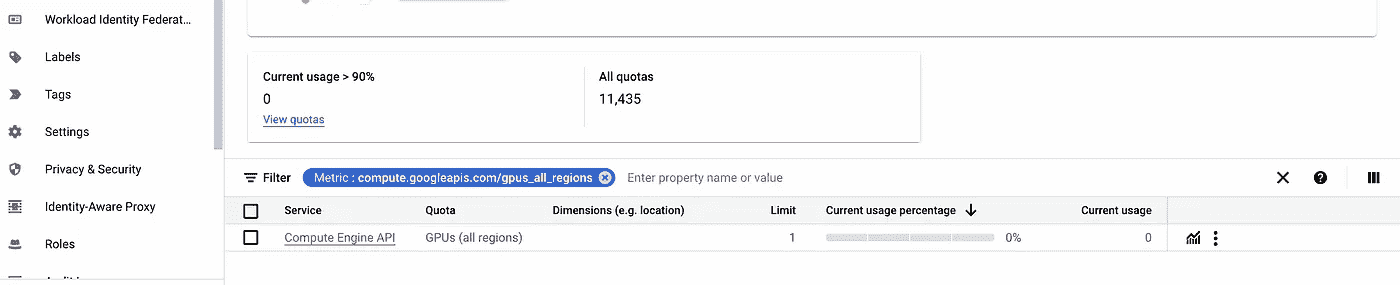 Workload Identity Federat...
Labels
Tags
Settings
Privacy & Security
Identity-Aware Proxy
Roles
Current usage > 90%
0
View quotas
All quotas
11,435
Filter Metric : compute.googleapis.com/gpus_all_regions Enter property name or value
Service Quota Dimensions (e.g. location) Limit Current usage percentage Current usage
Compute Engine API GPUs (all regions) 1 0% 0